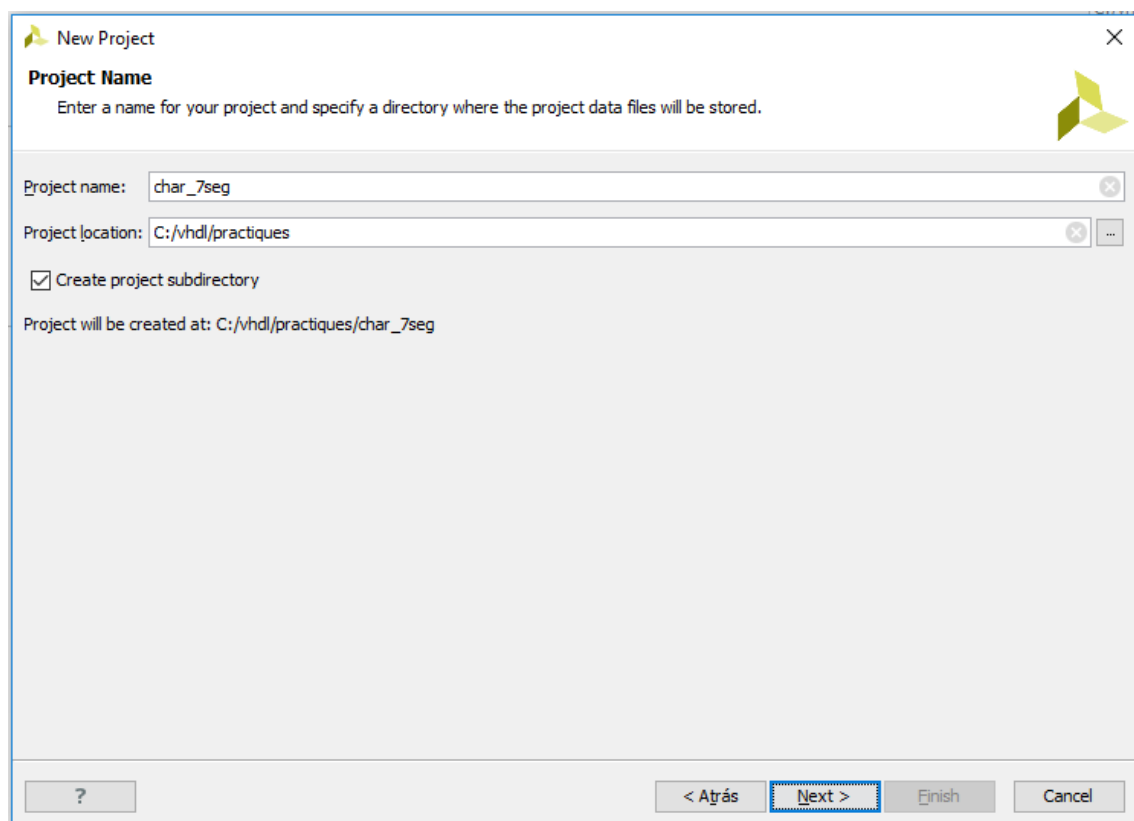 New Project
Project Name
Enter a name for your project and specify a directory where the project data files will be stored.
Project name: char_7seg
Project location: C:/vhdl/practiques ...
Create project subdirectory
Project will be created at: C:/vhdl/practiques/char_7seg
? < Atrás Next > Finish Cancel